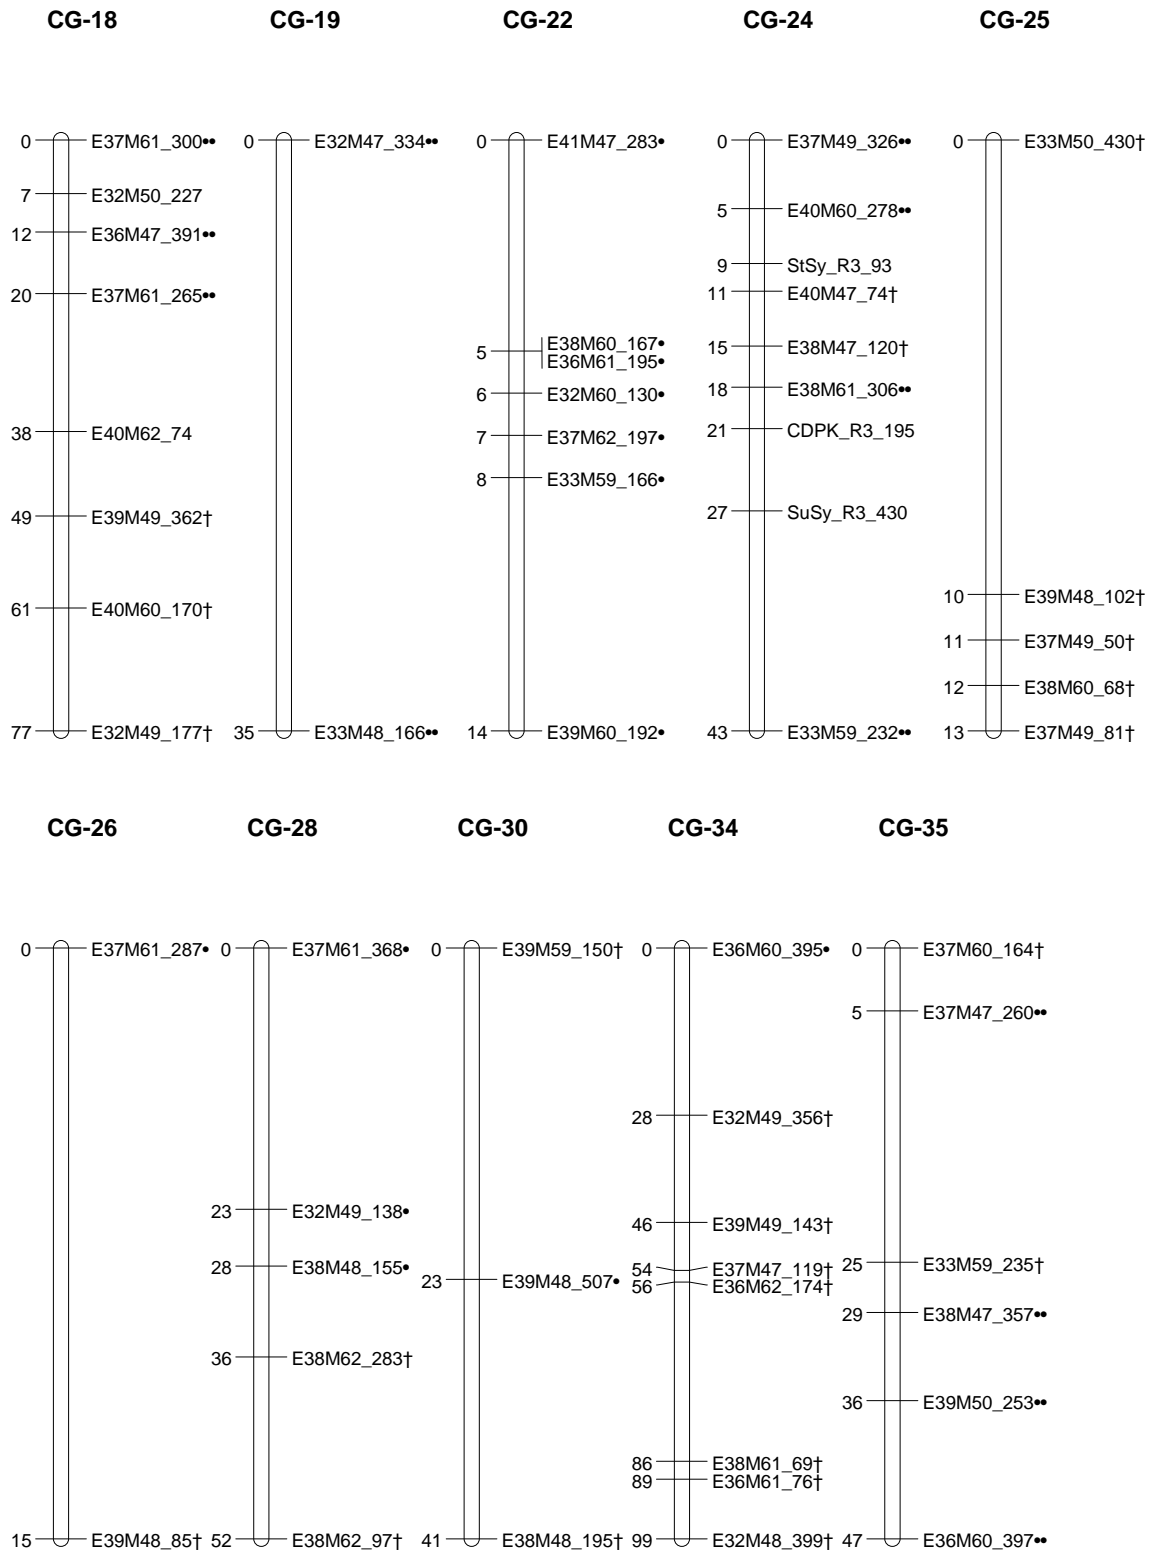 CG-18 CG-19 CG-22 CG-24 CG-25
0 E37M61_300••
7 E32M50_227
12 E36M47_391••
20 E37M61_265••
38 E40M62_74
49 E39M49_362†
61 E40M60_170†
77 E32M49_177†
0 E32M47_334••
35 E33M48_166••
0 E41M47_283•
5 E38M60_167•
E36M61_195•
6 E32M60_130•
7 E37M62_197•
8 E33M59_166•
14 E39M60_192•
0 E37M49_326••
5 E40M60_278••
9 StSy_R3_93
11 E40M47_74†
15 E38M47_120†
18 E38M61_306••
21 CDPK_R3_195
27 SuSy_R3_430
43 E33M59_232••
0 E33M50_430†
10 E39M48_102†
11 E37M49_50†
12 E38M60_68†
13 E37M49_81†
CG-26 CG-28 CG-30 CG-34 CG-35
0 E37M61_287•
15 E39M48_85†
0 E37M61_368•
23 E32M49_138•
28 E38M48_155•
36 E38M62_283†
52 E38M62_97†
0 E39M59_150†
23 E39M48_507•
41 E38M48_195†
0 E36M60_395•
28 E32M49_356†
46 E39M49_143†
54 E37M47_119†
56 E36M62_174†
86 E38M61_69†
89 E36M61_76†
99 E32M48_399†
0 E37M60_164†
5 E37M47_260••
25 E33M59_235†
29 E38M47_357••
36 E39M50_253••
47 E36M60_397••